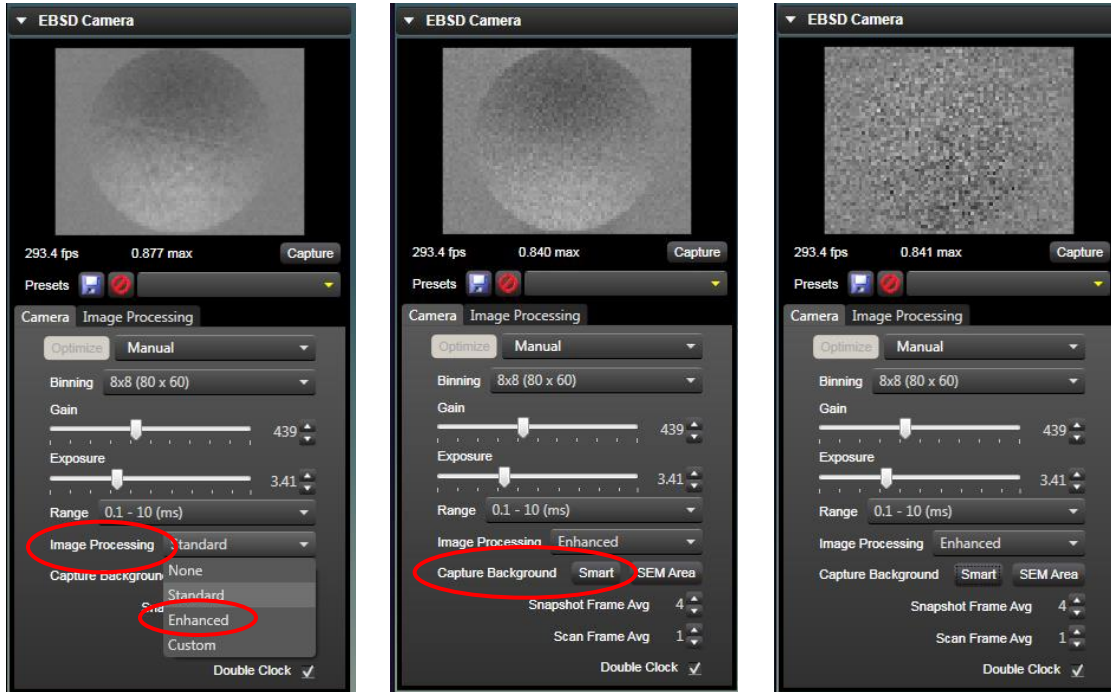 EBSD Camera
293.4 fps 0.877 max Capture
Presets
Camera Image Processing
Optimize Manual
Binning 8x8 (80 x 60)
Gain
439
Exposure
3.41
Range 0.1 - 10 (ms)
Image Processing Standard
None
Capture Background
Standard
Sna
Enhanced
Custom
Double Clock
EBSD Camera
293.4 fps 0.840 max Capture
Presets
Camera Image Processing
Optimize Manual
Binning 8x8 (80 x 60)
Gain
439
Exposure
3.41
Range 0.1 - 10 (ms)
Image Processing Enhanced
Capture Background Smart SEM Area
Snapshot Frame Avg 4
Scan Frame Avg 1
Double Clock
EBSD Camera
293.4 fps 0.841 max Capture
Presets
Camera Image Processing
Optimize Manual
Binning 8x8 (80 x 60)
Gain
439
Exposure
3.41
Range 0.1 - 10 (ms)
Image Processing Enhanced
Capture Background Smart SEM Area
Snapshot Frame Avg 4
Scan Frame Avg 1
Double Clock